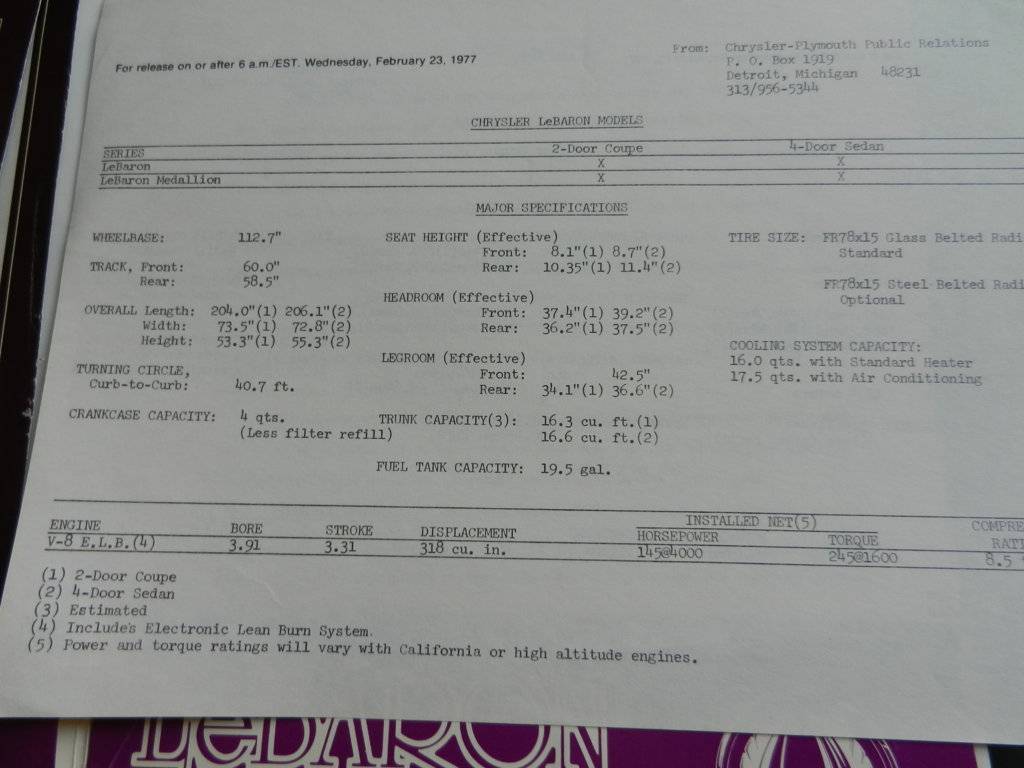 For release on or after 6 a.m./EST. Wednesday, February 23, 1977
From: Chrysler-Plymouth Public Relations
P. O. Box 1919
Detroit, Michigan 48231
313/956-5344
CHRYSLER LeBARON MODELS
SERIES 2-Door Coupe 4-Door Sedan
LeBaron X X
LeBaron Medallion X X
MAJOR SPECIFICATIONS
WHEELBASE: 112.7"
TRACK, Front: 60.0"
Rear: 58.5"
OVERALL Length: 204.0"(1) 206.1"(2)
Width: 73.5"(1) 72.8"(2)
Height: 53.3"(1) 55.3"(2)
TURNING CIRCLE,
Curb-to-Curb: 40.7 ft.
CRANKCASE CAPACITY: 4 qts.
(Less filter refill)
SEAT HEIGHT (Effective)
Front: 8.1"(1) 8.7"(2)
Rear: 10.35"(1) 11.4"(2)
HEADROOM (Effective)
Front: 37.4"(1) 39.2"(2)
Rear: 36.2"(1) 37.5"(2)
LEGROOM (Effective)
Front: 42.5"
Rear: 34.1"(1) 36.6"(2)
TRUNK CAPACITY(3): 16.3 cu. ft.(1)
16.6 cu. ft.(2)
FUEL TANK CAPACITY: 19.5 gal.
TIRE SIZE: FR78x15 Glass Belted Radi
Standard
FR78x15 Steel Belted Radi
Optional
COOLING SYSTEM CAPACITY:
16.0 qts. with Standard Heater
17.5 qts. with Air Conditioning
INSTALLED NET(5) COMPRE
ENGINE BORE STROKE DISPLACEMENT HORSEPOWER TORQUE RATI
V-8 E.L.B.(4) 3.91 3.31 318 cu. in. 145@4000 245@1600 8.5
(1) 2-Door Coupe
(2) 4-Door Sedan
(3) Estimated
(4) Includes Electronic Lean Burn System.
(5) Power and torque ratings will vary with California or high altitude engines.
LeBARON